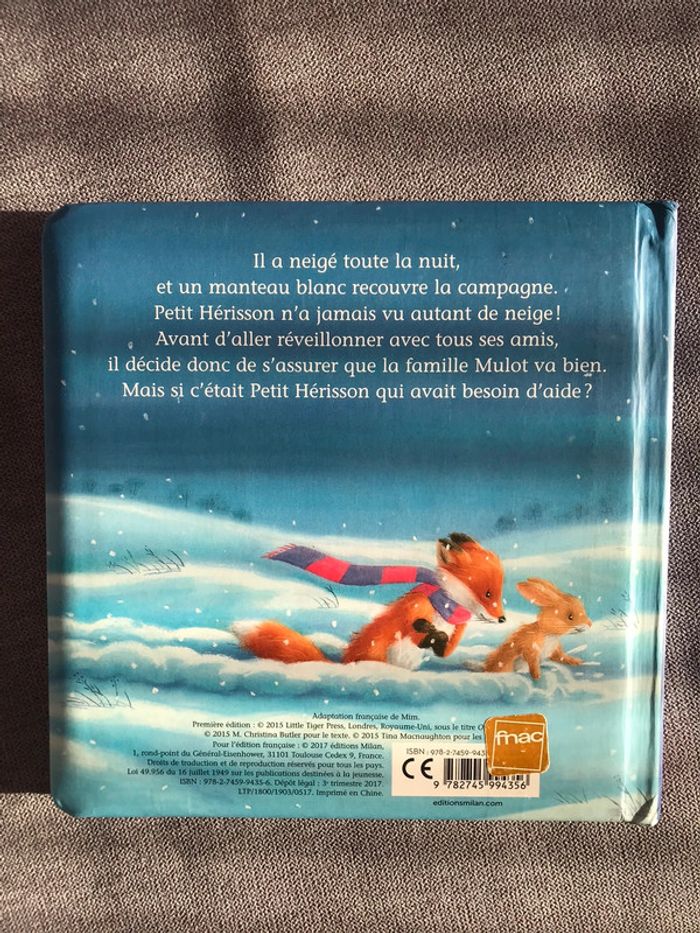 Il a neigé toute la nuit,
et un manteau blanc recouvre la campagne.
Petit Hérisson n'a jamais vu autant de neige !
Avant d'aller réveillonner avec tous ses amis,
il décide donc de s'assurer que la famille Mulot va bien.
Mais si c'était Petit Hérisson qui avait besoin d'aide ?
Adaptation française de Mim.
Première édition : © 2015 Little Tiger Press, Londres, Royaume-Uni, sous le titre
© 2015 M. Christina Butler pour le texte. © 2015 Tina Macnaughton pour les
Pour l'édition française : © 2017 éditions Milan,
1, rond-point du Général-Eisenhower, 31101 Toulouse Cedex 9, France.
Droits de traduction et de reproduction réservés pour tous les pays.
Loi 49.956 du 16 juillet 1949 sur les publications destinées à la jeunesse.
ISBN : 978-2-7459-9435-6. Dépôt légal : 3e trimestre 2017.
LTP/1800/1903/0517. Imprimé en Chine.
fnac
ISBN : 978-2-7459-943
CE
9 782745 994356
editionsmilan.com